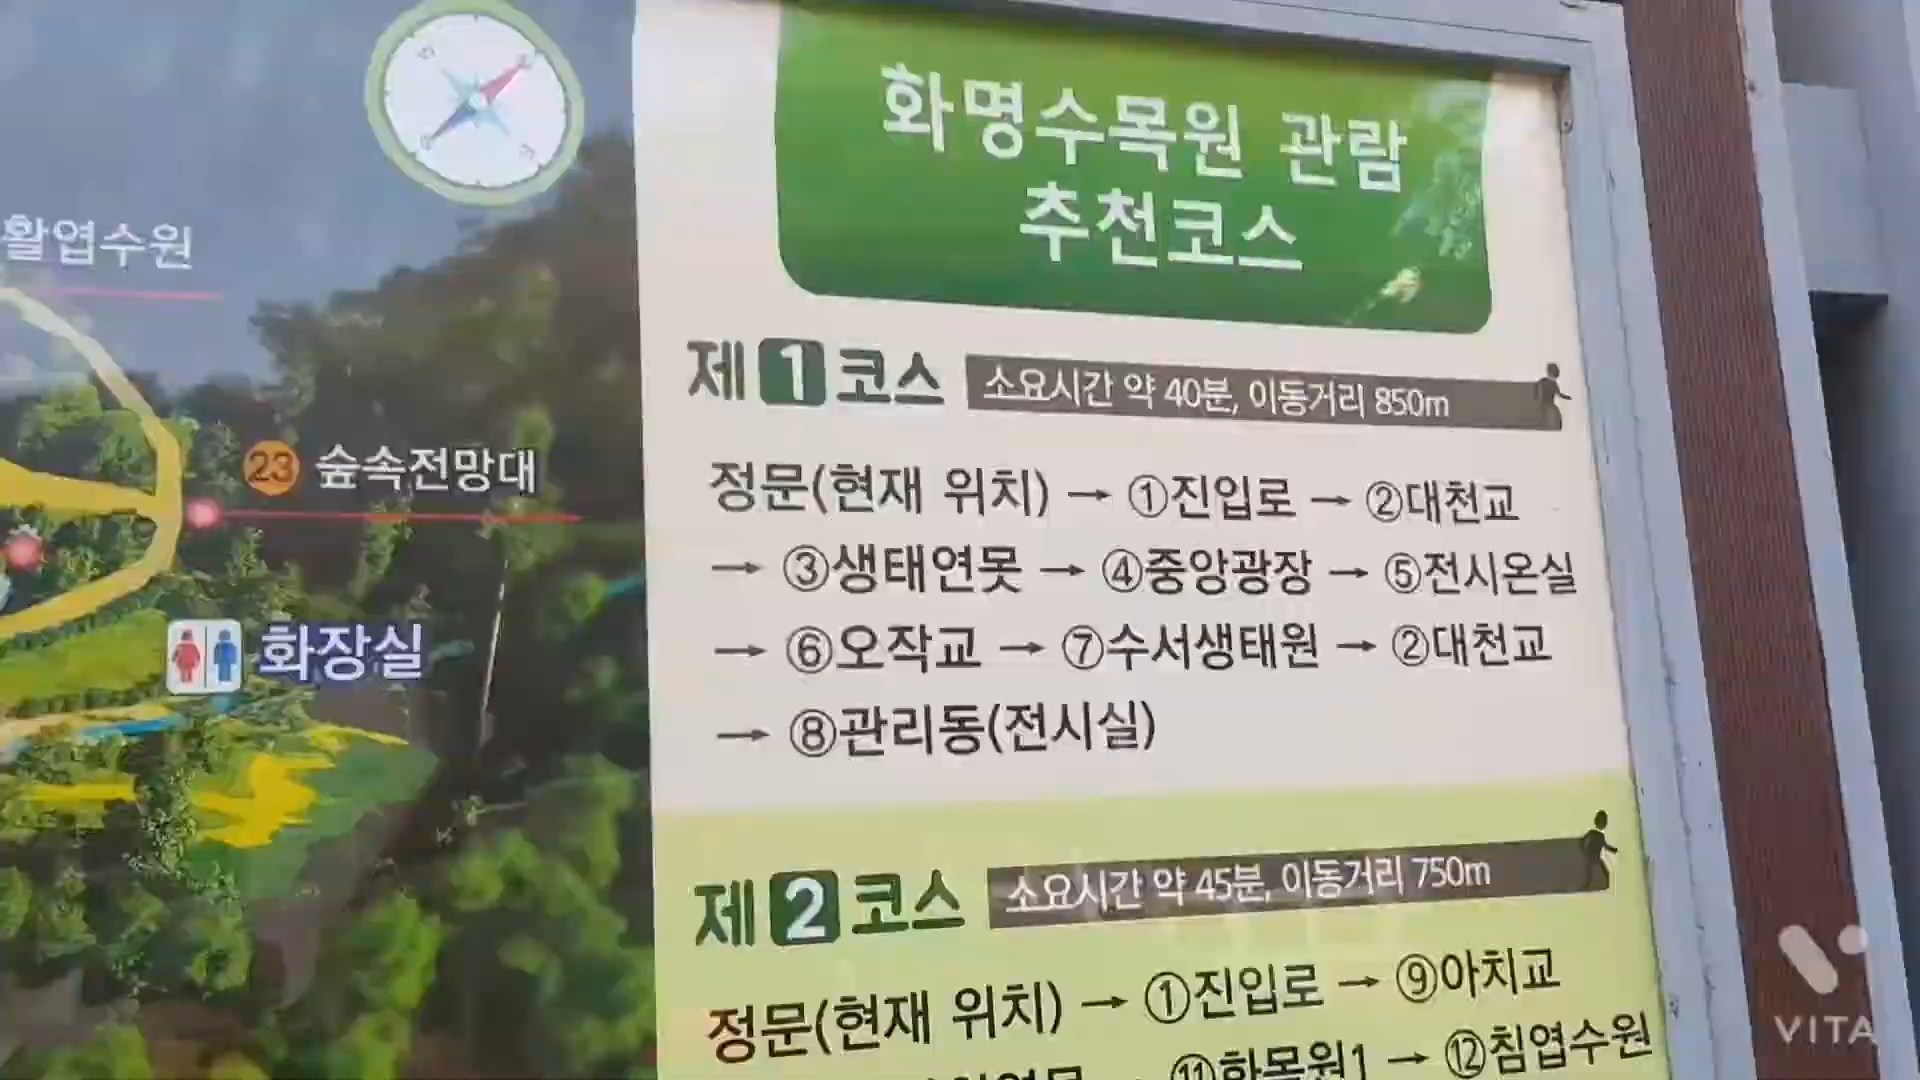 활엽수원
23 숲속전망대
화장실
화명수목원 관람
추천코스
제1코스 소요시간 약 40분, 이동거리 850m
정문(현재 위치) → ①진입로 → ②대천교
→ ③생태연못 → ④중앙광장 → ⑤전시온실
→ ⑥오작교 → ⑦수서생태원 → ②대천교
→ ⑧관리동(전시실)
제2코스 소요시간 약 45분, 이동거리 750m
정문(현재 위치) → ①진입로 → ⑨아치교
→ ⑫침엽수원
VITA